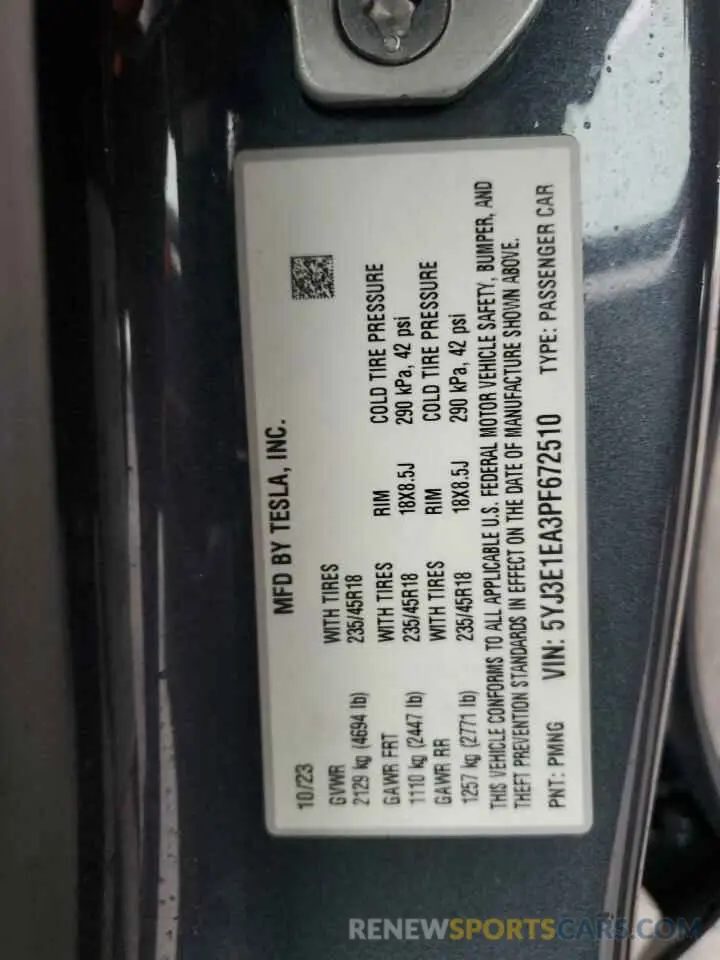 MFD BY TESLA, INC.
10/23
GVWR WITH TIRES
2129 kg (4694 lb) 235/45R18
GAWR FRT WITH TIRES RIM COLD TIRE PRESSURE
1110 kg (2447 lb) 235/45R18 18X8.5J 290 kPa, 42 psi
GAWR RR WITH TIRES RIM COLD TIRE PRESSURE
1257 kg (2771 lb) 235/45R18 18X8.5J 290 kPa, 42 psi
THIS VEHICLE CONFORMS TO ALL APPLICABLE U.S. FEDERAL MOTOR VEHICLE SAFETY, BUMPER, AND
THEFT PREVENTION STANDARDS IN EFFECT ON THE DATE OF MANUFACTURE SHOWN ABOVE.
PNT: PMNG VIN: 5YJ3E1EA3PF672510 TYPE: PASSENGER CAR
RENEWSPORTSCARS.COM